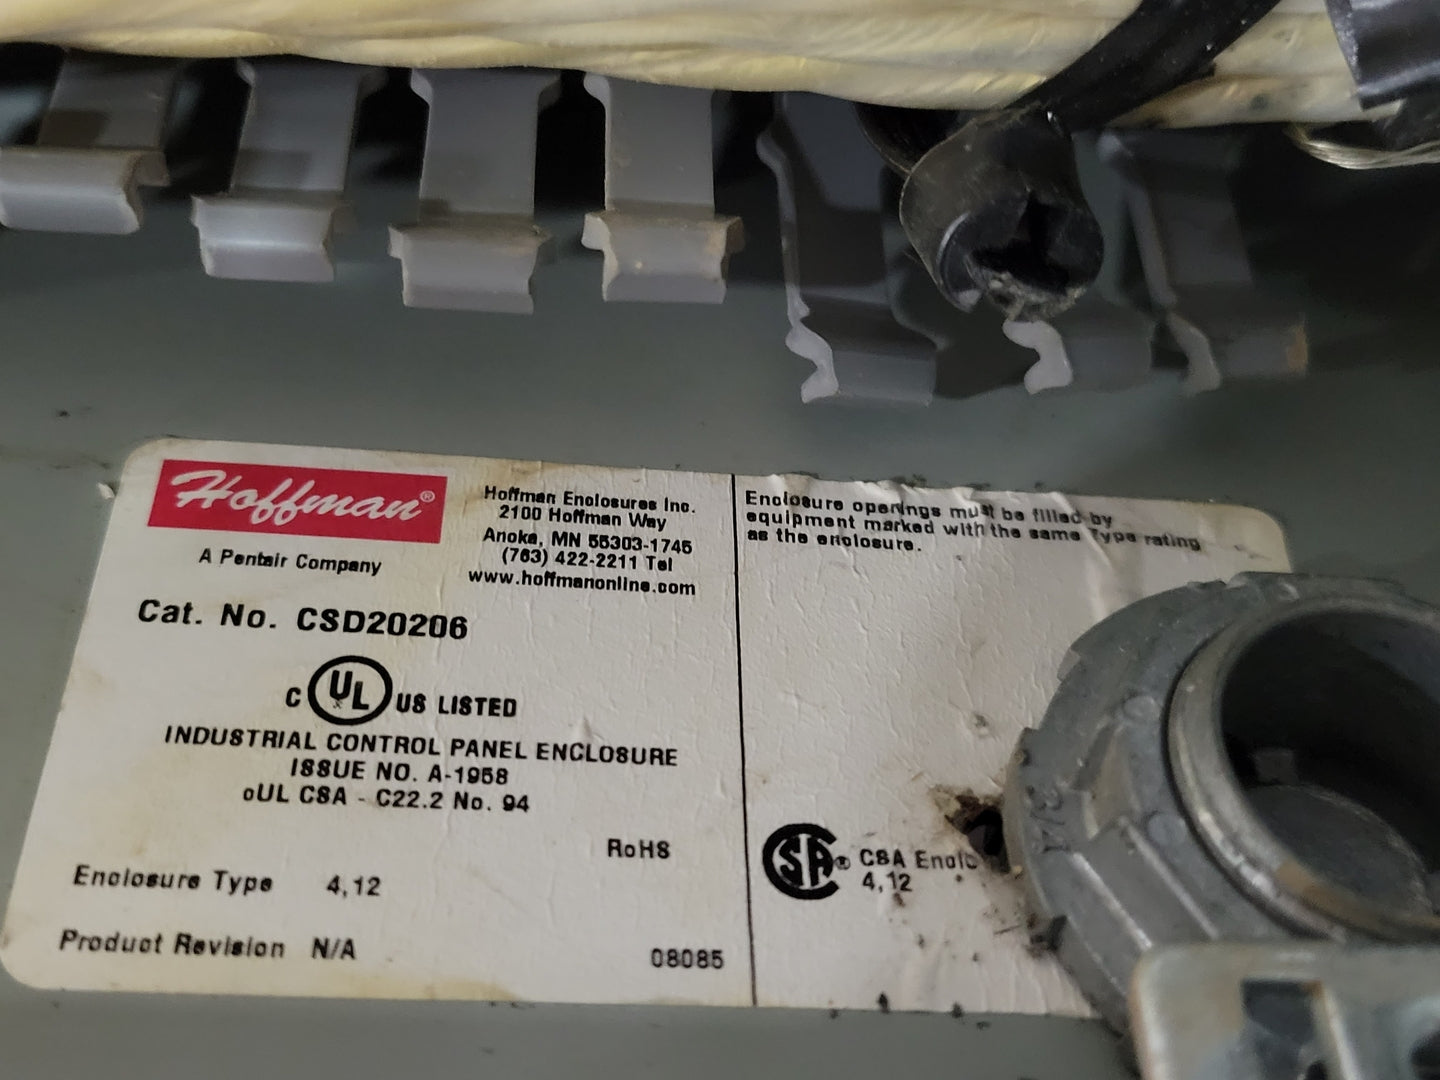 Hoffman®
A Pentair Company
Hoffman Enclosures Inc.
2100 Hoffman Way
Anoka, MN 55303-1745
(763) 422-2211 Tel
www.hoffmanonline.com
Cat. No. CSD20206
C UL US LISTED
INDUSTRIAL CONTROL PANEL ENCLOSURE
ISSUE NO. A-1958
cUL CSA - C22.2 No. 94
RoHS
Enclosure Type 4,12
Product Revision N/A
08085
Enclosure openings must be filled by
equipment marked with the same Type rating
as the enclosure.
SA® CSA Enclo
4,12
3/4